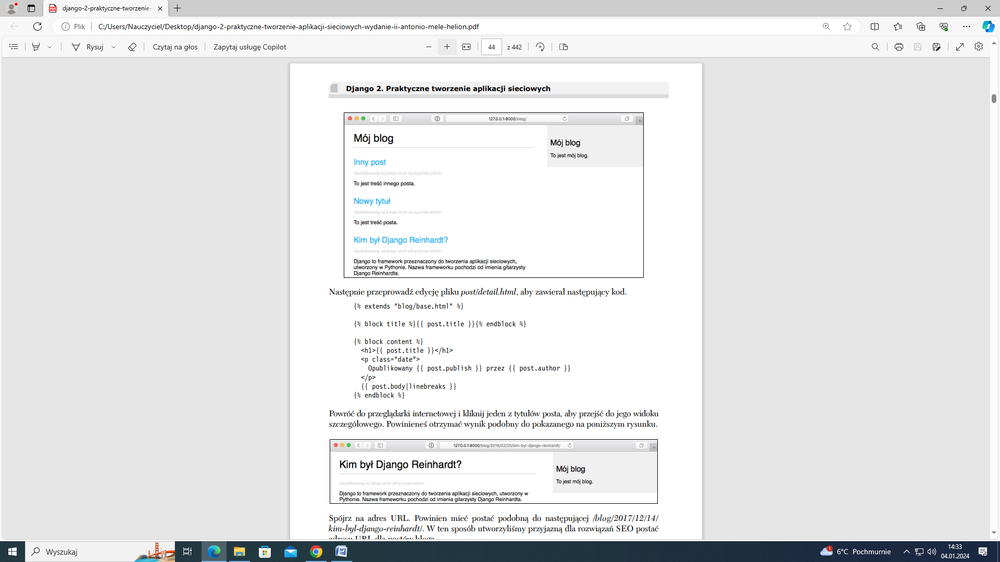 django-2-praktyczne-tworzenie-
Plik
C:/Users/Nauczyciel/Desktop/django-2-praktyczne-tworzenie-aplikacji-sieciowych-wydanie-ii-antonio-mele-helion.pdf
Rysuj
Czytaj na głos
Zapytaj usługę Copilot
44
z 442
Django 2. Praktyczne tworzenie aplikacji sieciowych
127.0.0.1:8000/blog/
Mój blog
Mój blog
To jest mój blog.
Inny post
Opublikowany 25 lutego 2016 09:29 przez admin
To jest treść innego posta.
Nowy tytuł
Opublikowany 25 lutego 2016 09:24 przez admin
To jest treść posta.
Kim był Django Reinhardt?
Opublikowany 25 lutego 2016 08:57 przez admin
Django to framework przeznaczony do tworzenia aplikacji sieciowych,
utworzony w Pythonie. Nazwa frameworku pochodzi od imienia gitarzysty
Django Reinhardta.
Następnie przeprowadź edycję pliku post/detail.html, aby zawierał następujący kod.
{% extends "blog/base.html" %}
{% block title %}{{ post.title }}{% endblock %}
{% block content %}
<h1>{{ post.title }}</h1>
<p class="date">
Opublikowany {{ post.publish }} przez {{ post.author }}
</p>
{{ post.body|linebreaks }}
{% endblock %}
Powróć do przeglądarki internetowej i kliknij jeden z tytułów posta, aby przejść do jego widoku
szczegółowego. Powinieneś otrzymać wynik podobny do pokazanego na poniższym rysunku.
127.0.0.1:8000/blog/2016/02/25/kim-byl-django-reinhardt/
Kim był Django Reinhardt?
Mój blog
To jest mój blog.
Opublikowany 25 lutego 2016 08:57 przez admin
Django to framework przeznaczony do tworzenia aplikacji sieciowych, utworzony w
Pythonie. Nazwa frameworku pochodzi od imienia gitarzysty Django Reinhardta.
Spójrz na adres URL. Powinien mieć postać podobną do następującej /blog/2017/12/14/
kim-byl-django-reinhardt/. W ten sposób utworzyliśmy przyjazną dla rozwiązań SEO postać
adresu URL dla postów bloga.
Wyszukaj
1
6°C Pochmurnie
14:33
04.01.2024